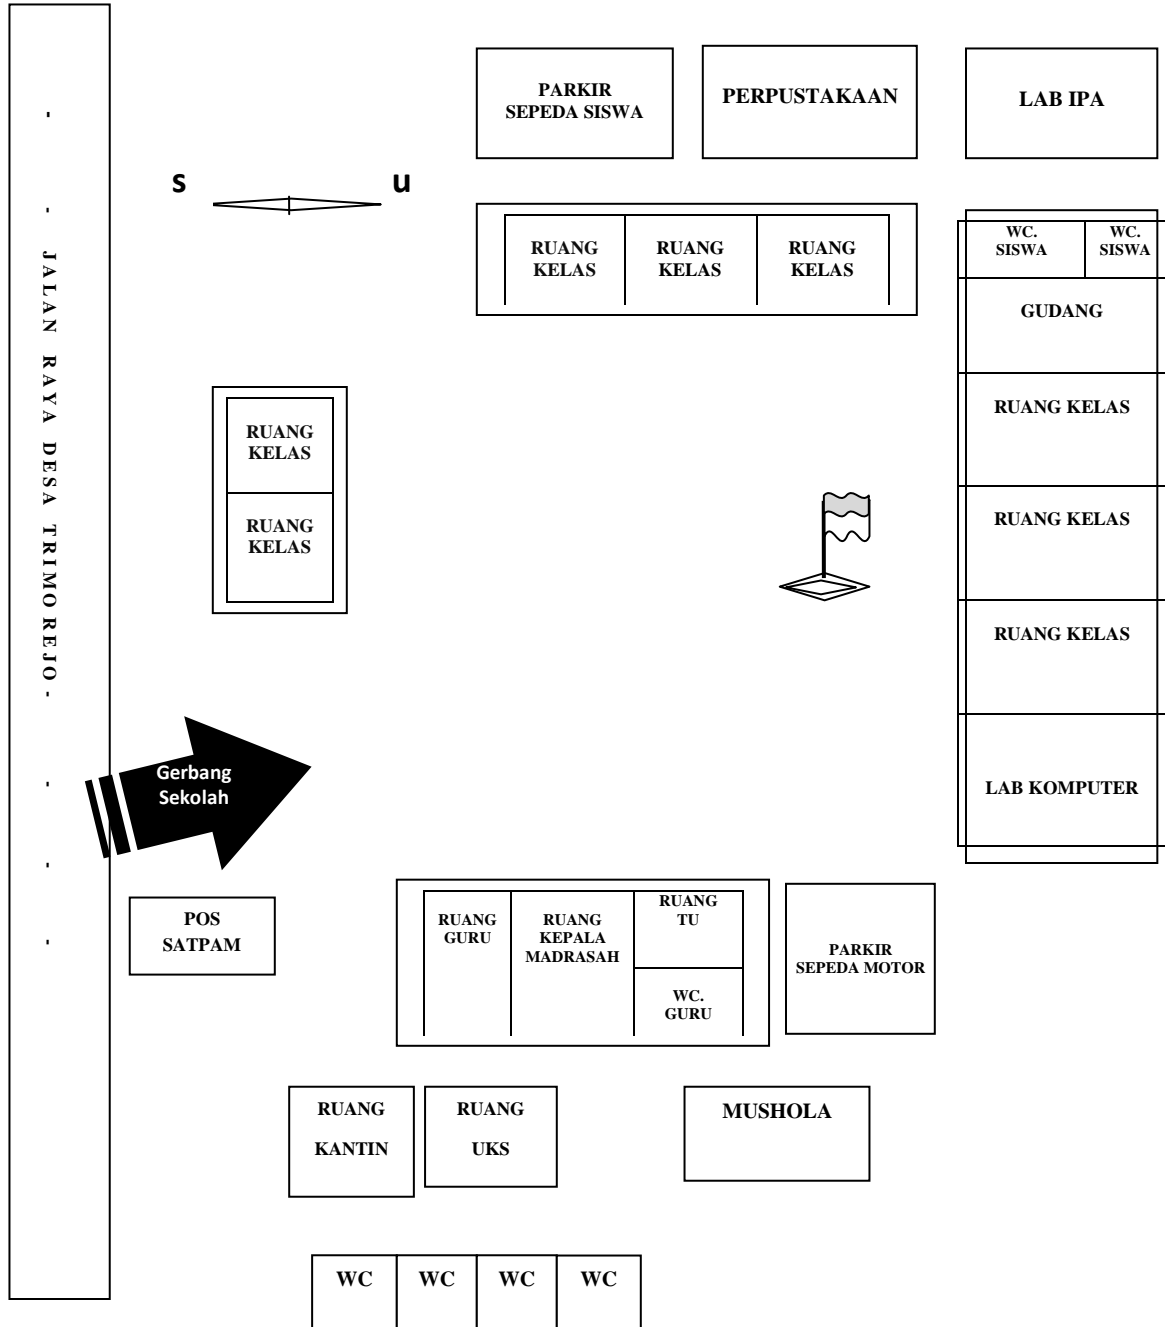 PARKIR
SEPEDA SISWA
PERPUSTAKAAN
LAB IPA
S
U
RUANG
KELAS
RUANG
KELAS
RUANG
KELAS
WC.
SISWA
WC.
SISWA
GUDANG
RUANG KELAS
RUANG KELAS
RUANG KELAS
LAB KOMPUTER
JALAN RAYA DESA TRIMOREJO
RUANG
KELAS
RUANG
KELAS
Gerbang
Sekolah
POS
SATPAM
RUANG
GURU
RUANG
KEPALA
MADRASAH
RUANG
TU
WC.
GURU
PARKIR
SEPEDA MOTOR
RUANG
KANTIN
RUANG
UKS
MUSHOLA
WC
WC
WC
WC